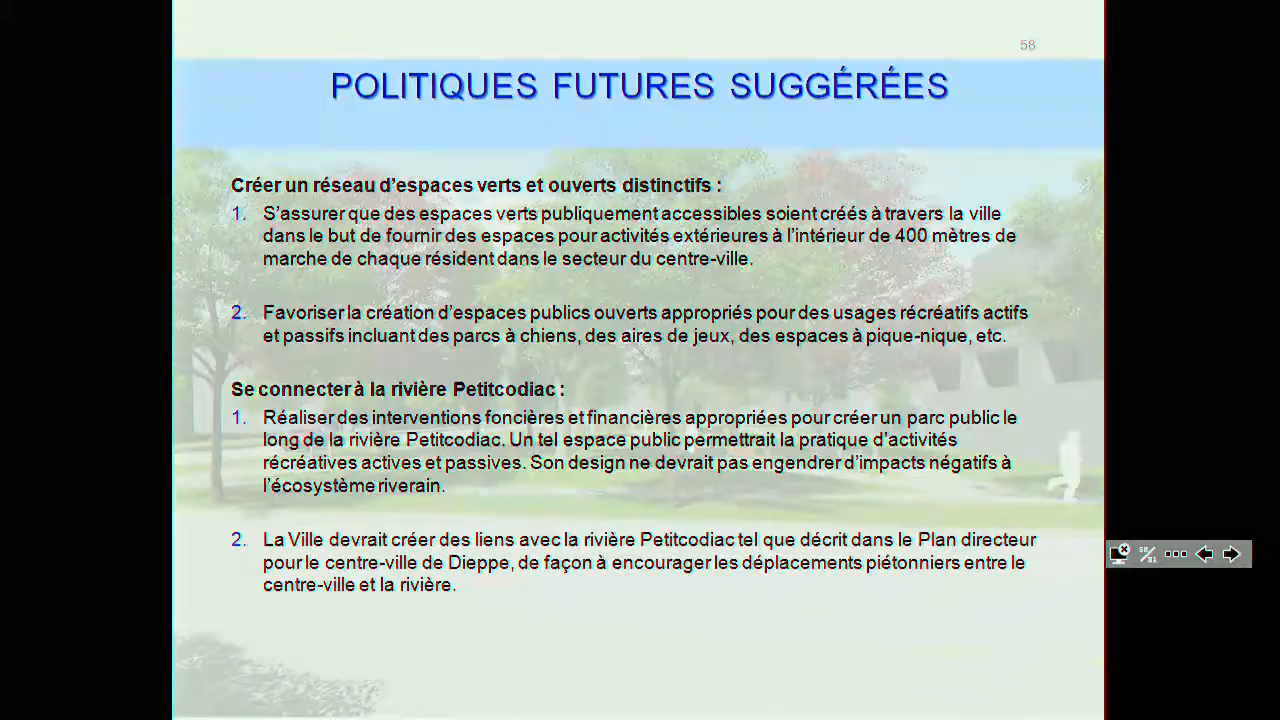 58
POLITIQUES FUTURES SUGGÉRÉES
Créer un réseau d’espaces verts et ouverts distinctifs :
1. S’assurer que des espaces verts publiquement accessibles soient créés à travers la ville
dans le but de fournir des espaces pour activités extérieures à l’intérieur de 400 mètres de
marche de chaque résident dans le secteur du centre-ville.
2. Favoriser la création d’espaces publics ouverts appropriés pour des usages récréatifs actifs
et passifs incluant des parcs à chiens, des aires de jeux, des espaces à pique-nique, etc.
Se connecter à la rivière Petitcodiac :
1. Réaliser des interventions foncières et financières appropriées pour créer un parc public le
long de la rivière Petitcodiac. Un tel espace public permettrait la pratique d’activités
récréatives actives et passives. Son design ne devrait pas engendrer d’impacts négatifs à
l’écosystème riverain.
2. La Ville devrait créer des liens avec la rivière Petitcodiac tel que décrit dans le Plan directeur
pour le centre-ville de Dieppe, de façon à encourager les déplacements piétonniers entre le
centre-ville et la rivière.
58/81